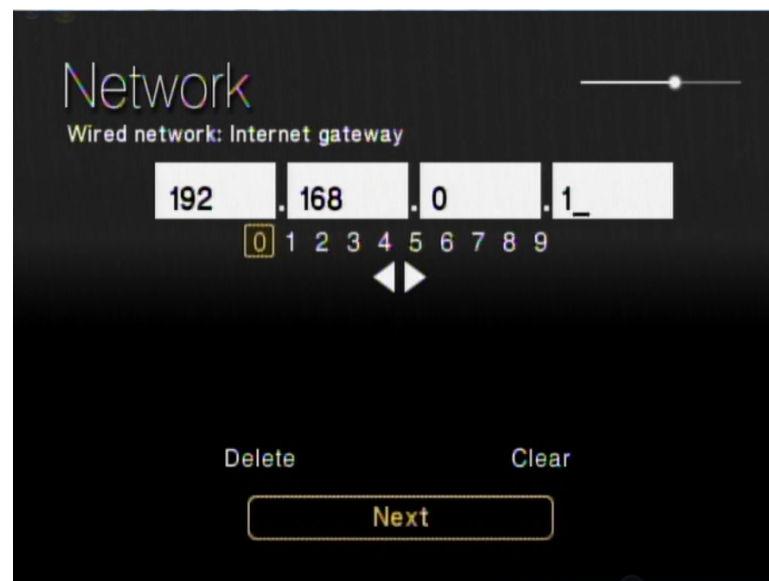 Network
Wired network: Internet gateway
192 . 168 . 0 . 1_
0 1 2 3 4 5 6 7 8 9
Delete Clear
Next